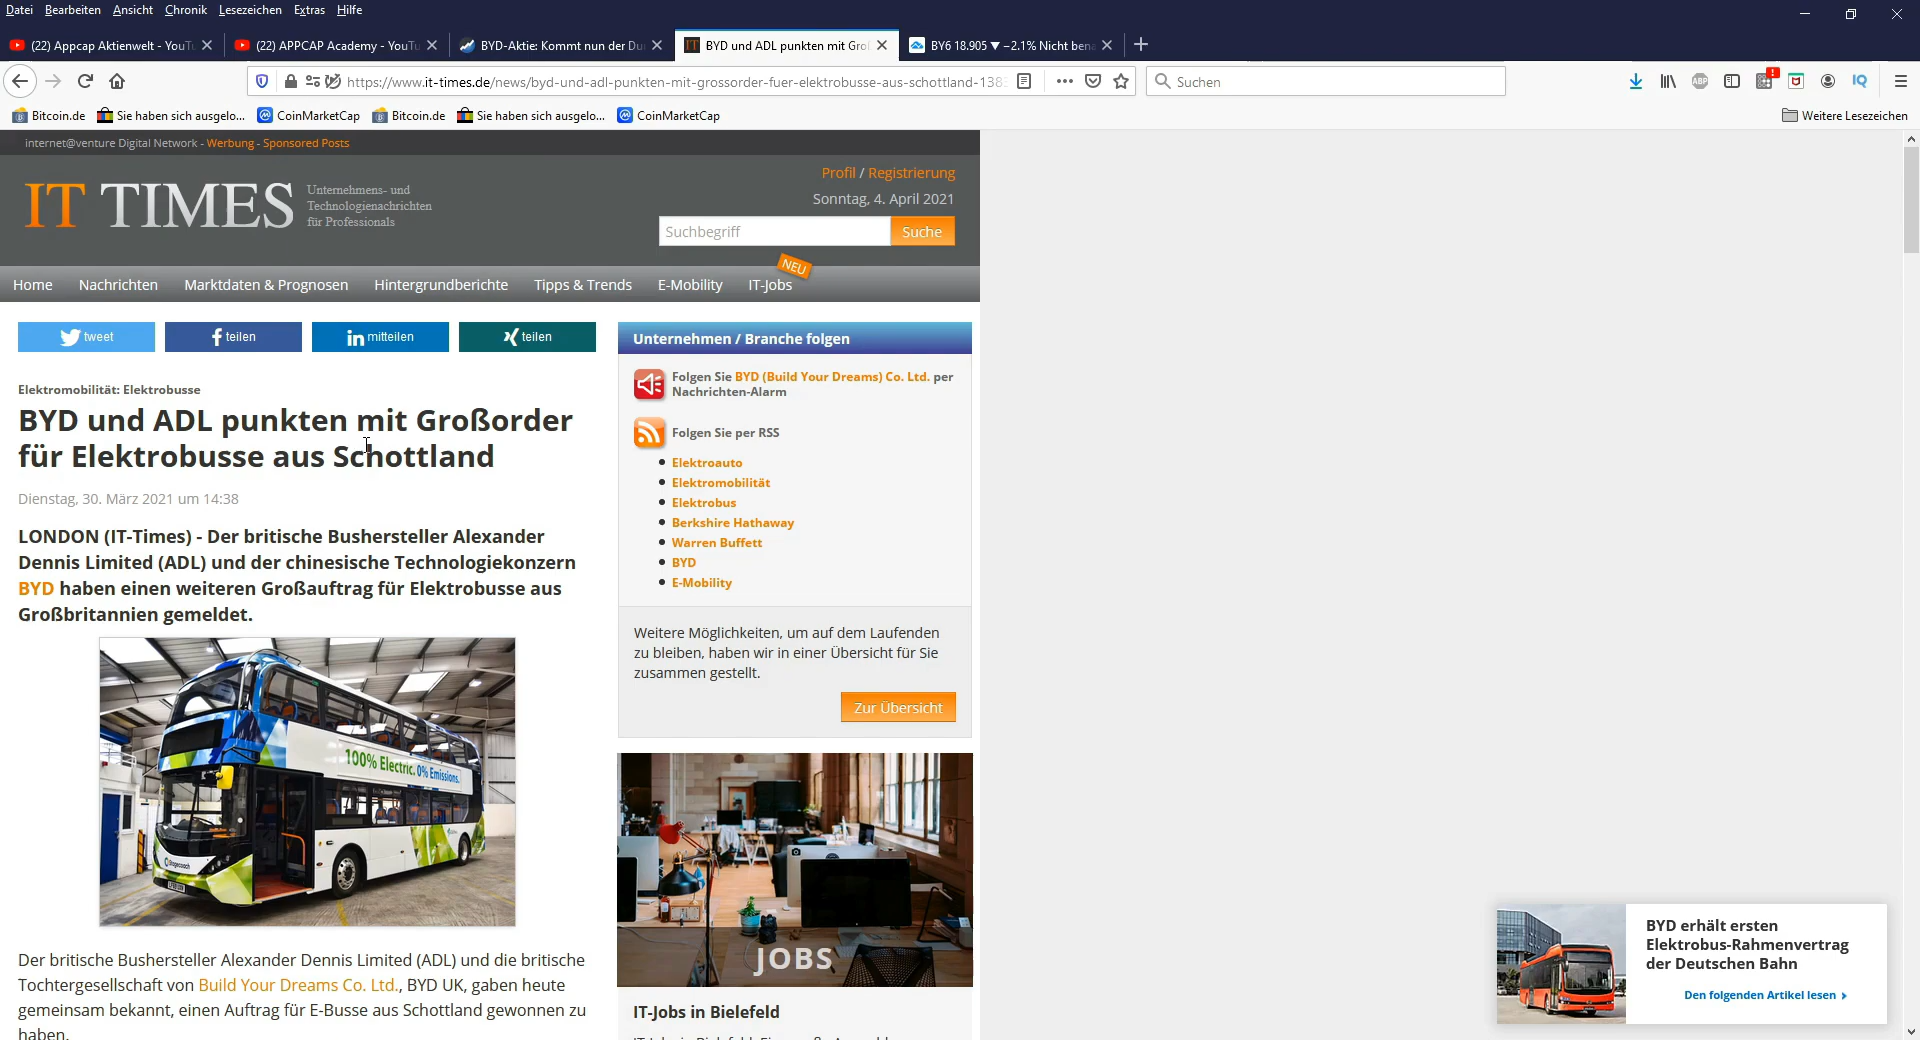 Datei Bearbeiten Ansicht Chronik Lesezeichen Extras Hilfe
(22) Appcap Aktienwelt - YouTu
(22) APPCAP Academy - YouTu
BYD-Aktie: Kommt nun der Du
BYD und ADL punkten mit Gro
BY6 18.905 ▼ −2.1% Nicht bena
https://www.it-times.de/news/byd-und-adl-punkten-mit-grossorder-fuer-elektrobusse-aus-schottland-138
Suchen
ABP
IQ
Bitcoin.de Sie haben sich ausgelo... CoinMarketCap Bitcoin.de Sie haben sich ausgelo... CoinMarketCap Weitere Lesezeichen
internet@venture Digital Network - Werbung - Sponsored Posts
IT TIMES
Unternehmens- und
Technologienachrichten
für Professionals
Profil / Registrierung
Sonntag, 4. April 2021
Suchbegriff Suche
NEU
Home Nachrichten Marktdaten & Prognosen Hintergrundberichte Tipps & Trends E-Mobility IT-Jobs
tweet teilen mitteilen teilen
Elektromobilität: Elektrobusse
BYD und ADL punkten mit Großorder
für Elektrobusse aus Schottland
Dienstag, 30. März 2021 um 14:38
LONDON (IT-Times) - Der britische Bushersteller Alexander
Dennis Limited (ADL) und der chinesische Technologiekonzern
BYD haben einen weiteren Großauftrag für Elektrobusse aus
Großbritannien gemeldet.
100% Electric. 0% Emissions.
Stagecoach
Der britische Bushersteller Alexander Dennis Limited (ADL) und die britische
Tochtergesellschaft von Build Your Dreams Co. Ltd., BYD UK, gaben heute
gemeinsam bekannt, einen Auftrag für E-Busse aus Schottland gewonnen zu
haben.
Unternehmen / Branche folgen
Folgen Sie BYD (Build Your Dreams) Co. Ltd. per
Nachrichten-Alarm
Folgen Sie per RSS
Elektroauto
Elektromobilität
Elektrobus
Berkshire Hathaway
Warren Buffett
BYD
E-Mobility
Weitere Möglichkeiten, um auf dem Laufenden
zu bleiben, haben wir in einer Übersicht für Sie
zusammen gestellt.
Zur Übersicht
JOBS
IT-Jobs in Bielefeld
BYD erhält ersten
Elektrobus-Rahmenvertrag
der Deutschen Bahn
Den folgenden Artikel lesen